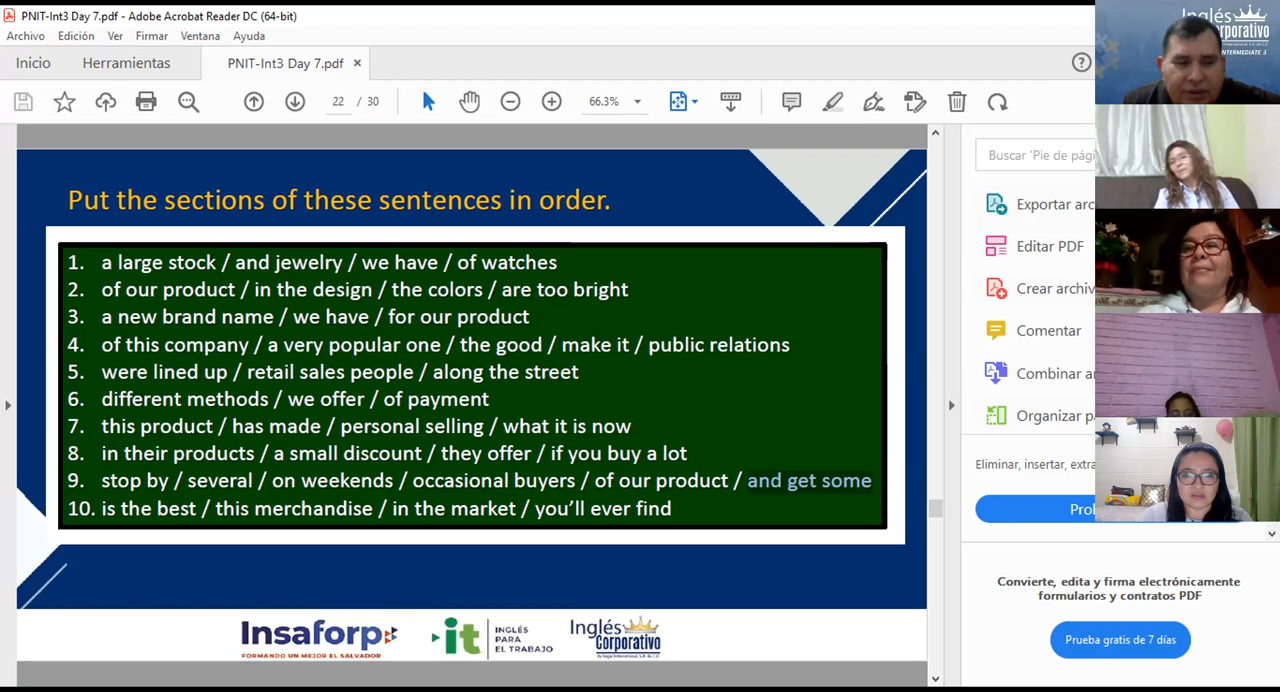 PNIT-Int3 Day 7.pdf - Adobe Acrobat Reader DC (64-bit)
Archivo Edición Ver Firmar Ventana Ayuda
Inicio Herramientas PNIT-Int3 Day 7.pdf ×
22 / 30 66.3%
Put the sections of these sentences in order.
1. a large stock / and jewelry / we have / of watches
2. of our product / in the design / the colors / are too bright
3. a new brand name / we have / for our product
4. of this company / a very popular one / the good / make it / public relations
5. were lined up / retail sales people / along the street
6. different methods / we offer / of payment
7. this product / has made / personal selling / what it is now
8. in their products / a small discount / they offer / if you buy a lot
9. stop by / several / on weekends / occasional buyers / of our product / and get some
10. is the best / this merchandise / in the market / you'll ever find
Insaforp
FORMANDO UN MEJOR EL SALVADOR
it
INGLÉS
PARA
EL TRABAJO
Inglés
Corporativo
Buscar 'Pie de pági
Exportar arc
Editar PDF
Crear archiv
Comentar
Combinar ar
Organizar pá
Eliminar, insertar, extra
Prol
Convierte, edita y firma electrónicamente
formularios y contratos PDF
Prueba gratis de 7 días
Inglés
orporativo
INTERMEDIATE 3